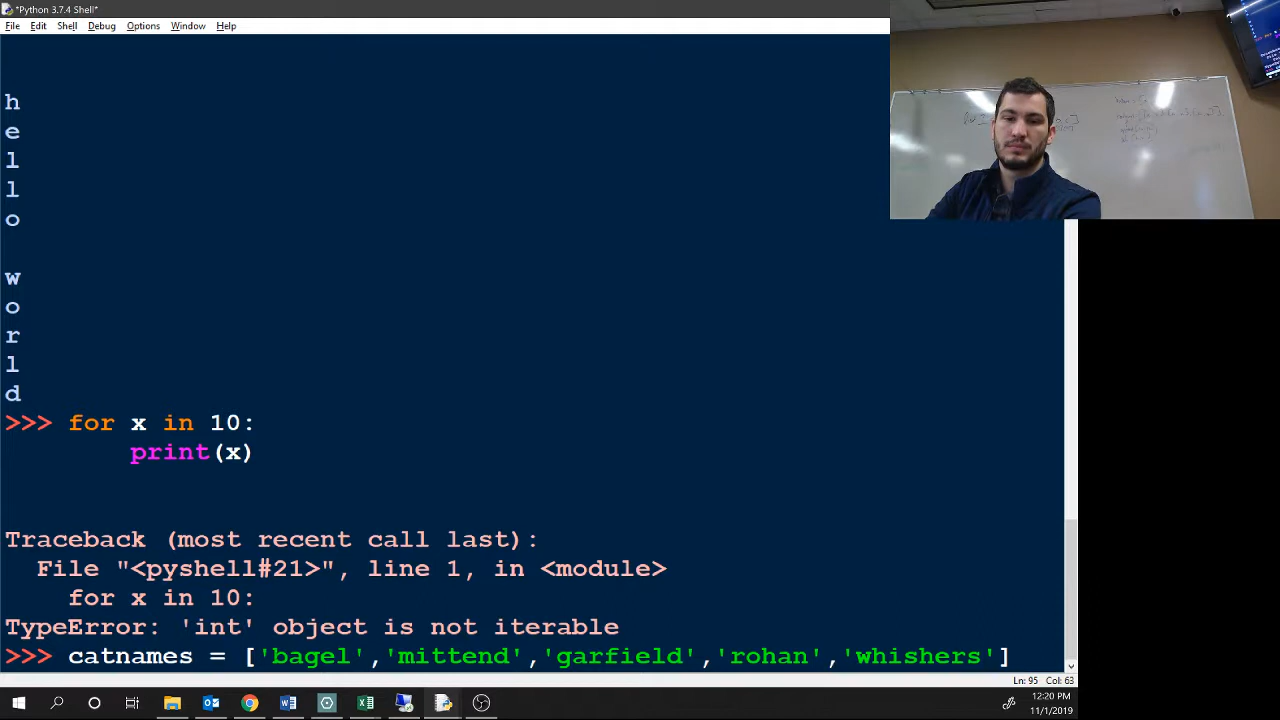 *Python 3.7.4 Shell*
File Edit Shell Debug Options Window Help
h
e
l
l
o
w
o
r
l
d
>>> for x in 10:
print(x)
Traceback (most recent call last):
File "<pyshell#21>", line 1, in <module>
for x in 10:
TypeError: 'int' object is not iterable
>>> catnames = ['bagel','mittend','garfield','rohan','whishers']
Ln: 95 Col: 63
12:20 PM
11/1/2019